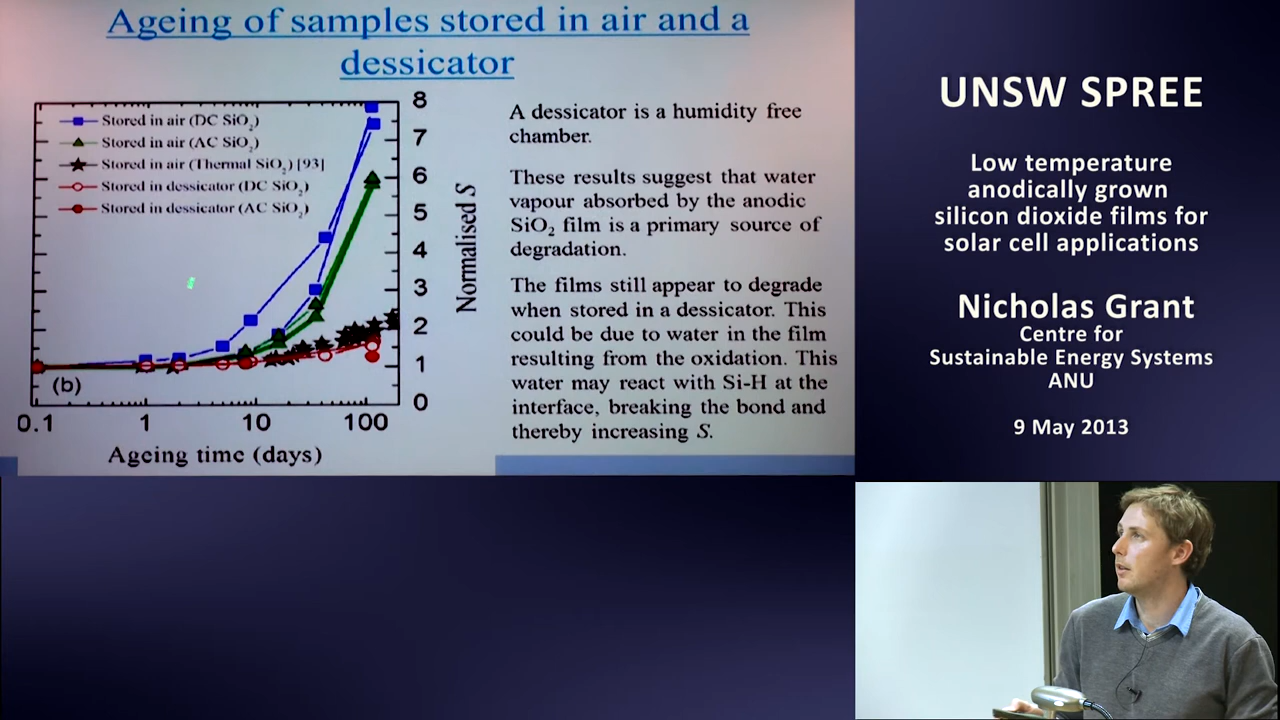 Ageing of samples stored in air and a
dessicator
Stored in air (DC SiO₂)
Stored in air (AC SiO₂)
Stored in air (Thermal SiO₂) [93]
Stored in dessicator (DC SiO₂)
Stored in dessicator (AC SiO₂)
(b)
8
7
6
5
4
3
2
1
0
Normalised S
0.1 1 10 100
Ageing time (days)
A dessicator is a humidity free
chamber.
These results suggest that water
vapour absorbed by the anodic
SiO₂ film is a primary source of
degradation.
The films still appear to degrade
when stored in a dessicator. This
could be due to water in the film
resulting from the oxidation. This
water may react with Si-H at the
interface, breaking the bond and
thereby increasing S.
UNSW SPREE
Low temperature
anodically grown
silicon dioxide films for
solar cell applications
Nicholas Grant
Centre for
Sustainable Energy Systems
ANU
9 May 2013